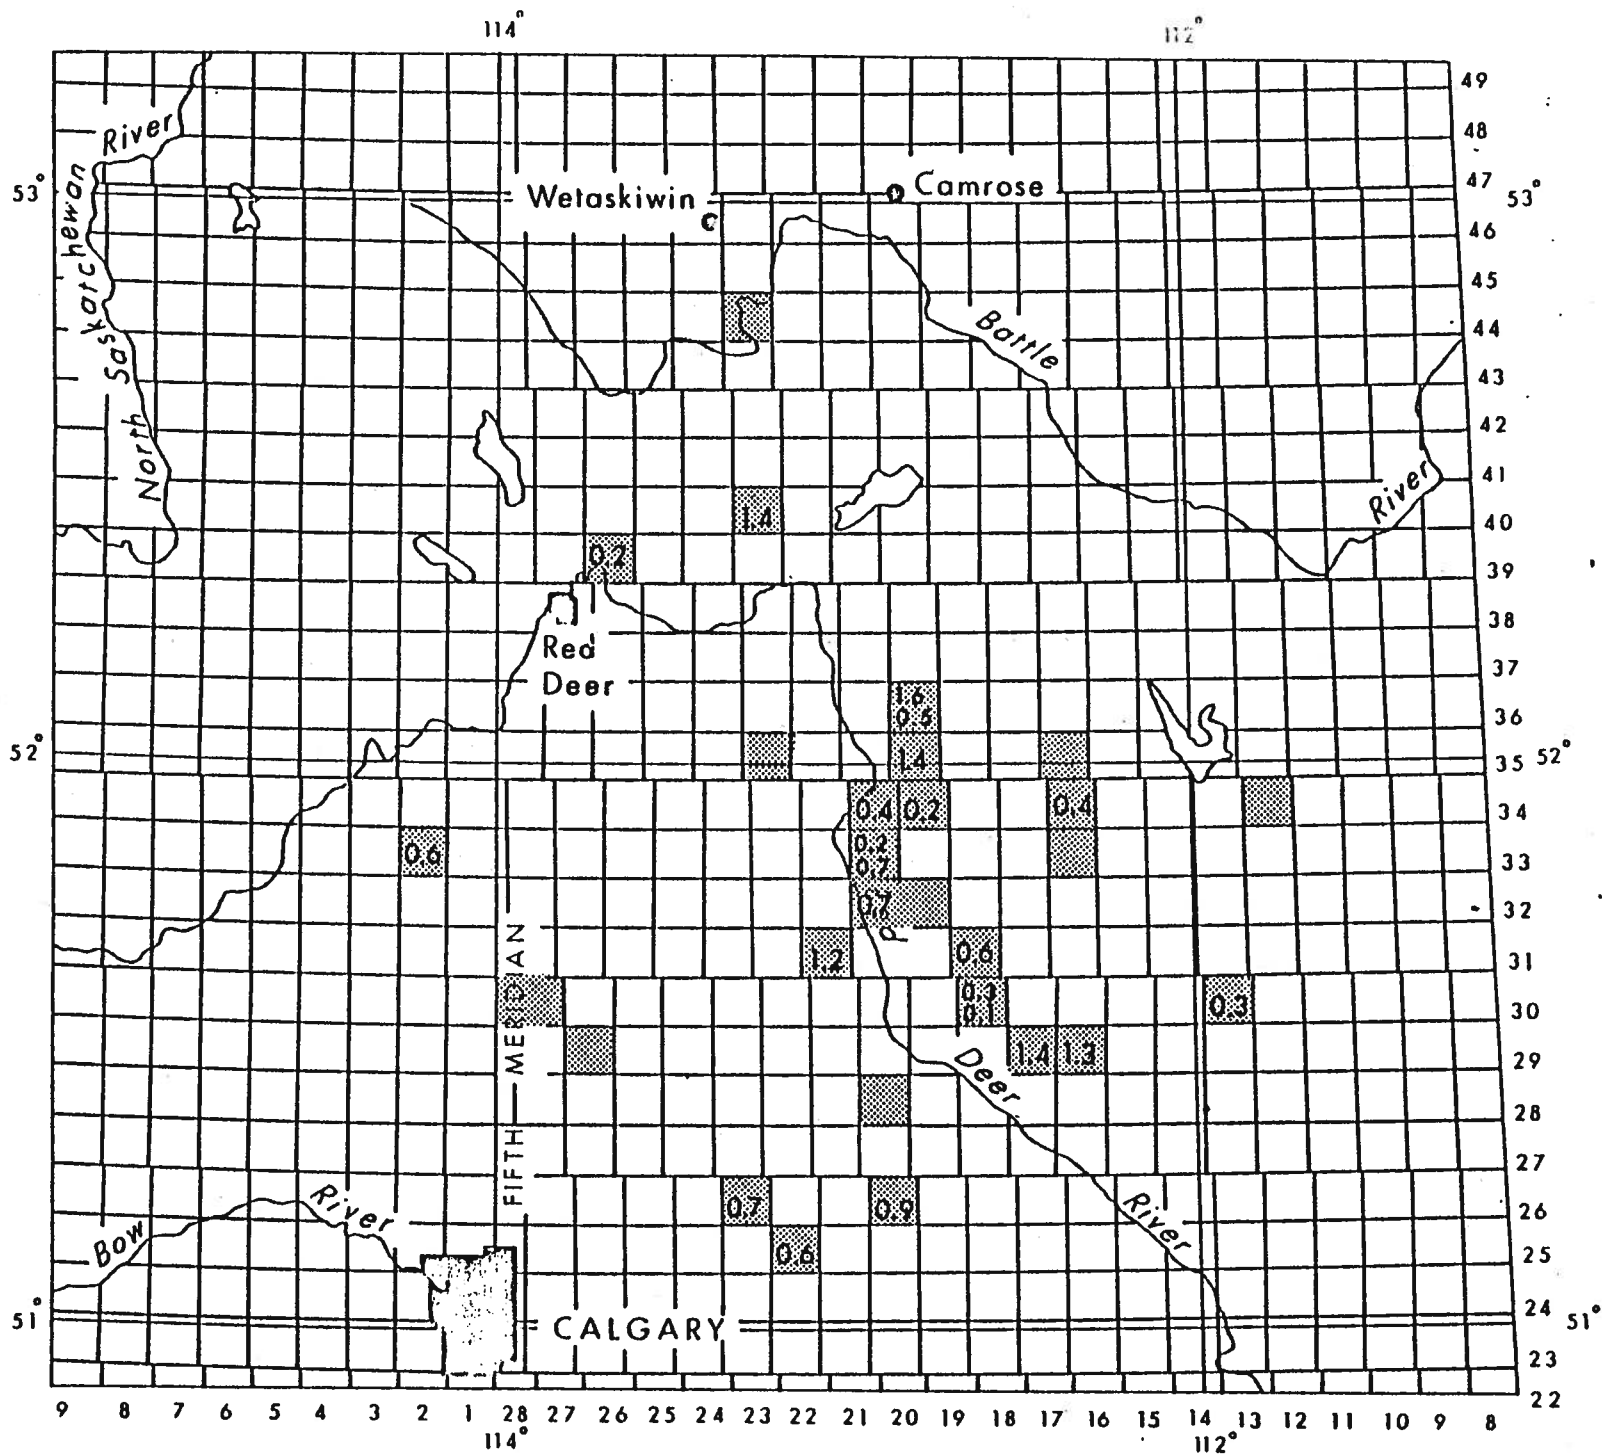 114° 112°
49
River
48
53° Wetaskiwin Camrose 47 53°
46
45
Battle 44
North Saskatchewan
43
42
41
River
1.4 40
0.2 39
38
Red
Deer
37
1.6
0.5 36
52° 1.4 35 52°
0.4 0.2 0.4 34
0.6 0.2
0.7 33
0.7 32
1.2 0.6 31
0.1 0.3 30
1.4 1.3 29
Deer
28
FIFTH MERIDIAN
27
0.7 0.9 26
Bow River River
0.6 25
51° CALGARY 24 51°
23
22
9 8 7 6 5 4 3 2 1 28 27 26 25 24 23 22 21 20 19 18 17 16 15 14 13 12 11 10 9 8
114° 112°